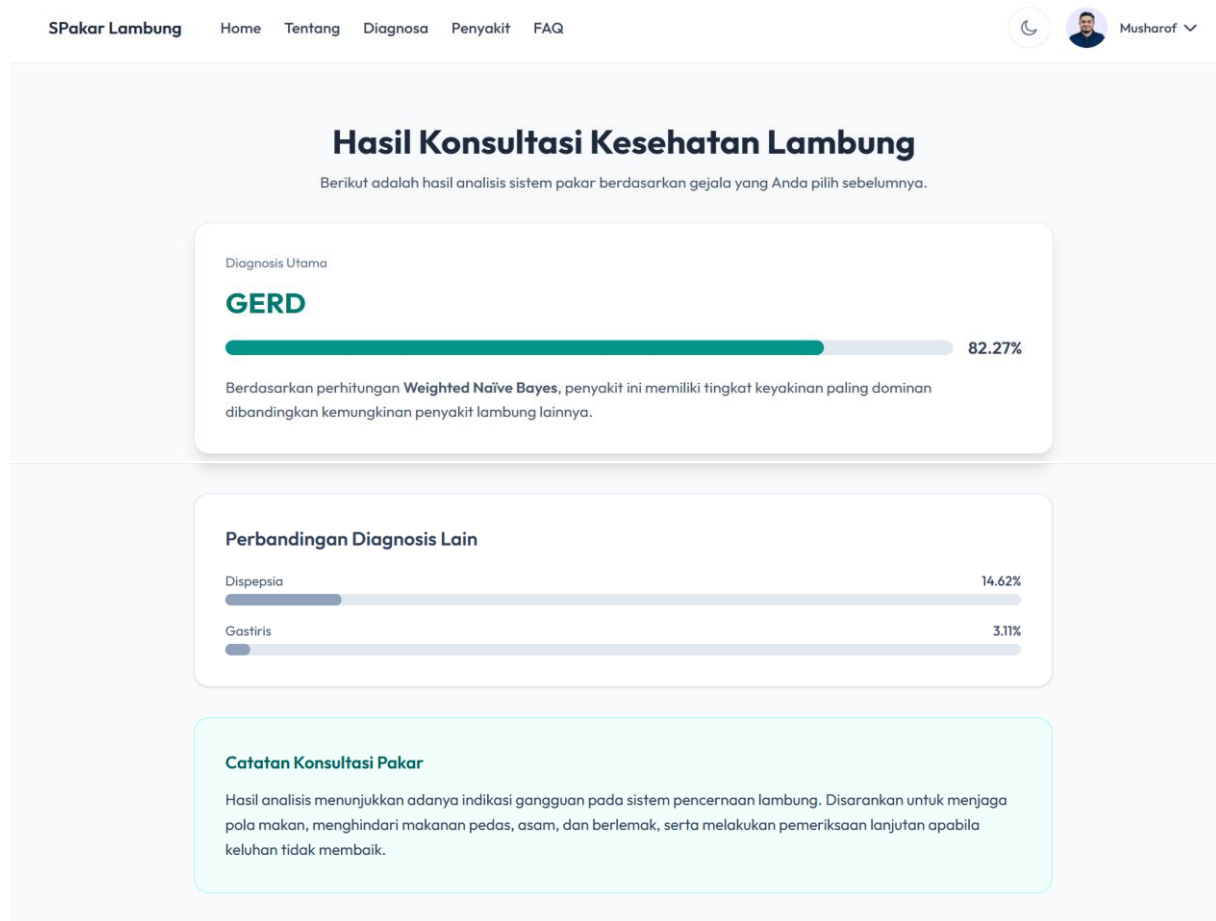 SPakar Lambung Home Tentang Diagnosa Penyakit FAQ Musharof
Hasil Konsultasi Kesehatan Lambung
Berikut adalah hasil analisis sistem pakar berdasarkan gejala yang Anda pilih sebelumnya.
Diagnosis Utama
GERD
82.27%
Berdasarkan perhitungan Weighted Naïve Bayes, penyakit ini memiliki tingkat keyakinan paling dominan
dibandingkan kemungkinan penyakit lambung lainnya.
Perbandingan Diagnosis Lain
Dispepsia 14.62%
Gastiris 3.11%
Catatan Konsultasi Pakar
Hasil analisis menunjukkan adanya indikasi gangguan pada sistem pencernaan lambung. Disarankan untuk menjaga
pola makan, menghindari makanan pedas, asam, dan berlemak, serta melakukan pemeriksaan lanjutan apabila
keluhan tidak membaik.